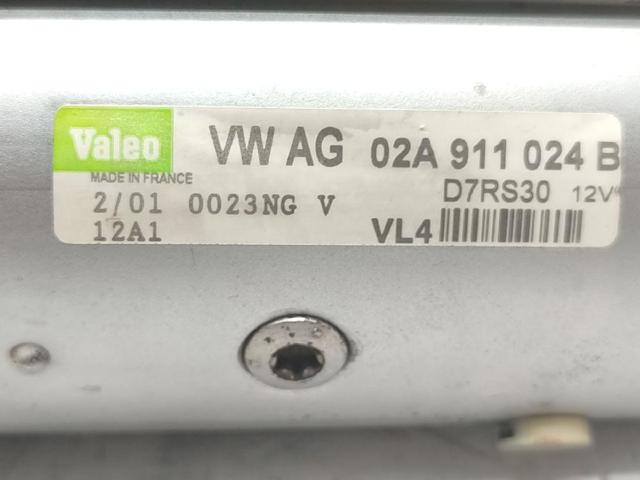 Valeo VW AG 02A 911 024 B
MADE IN FRANCE D7RS30 12V
2/01 0023NG V
12A1 VL4